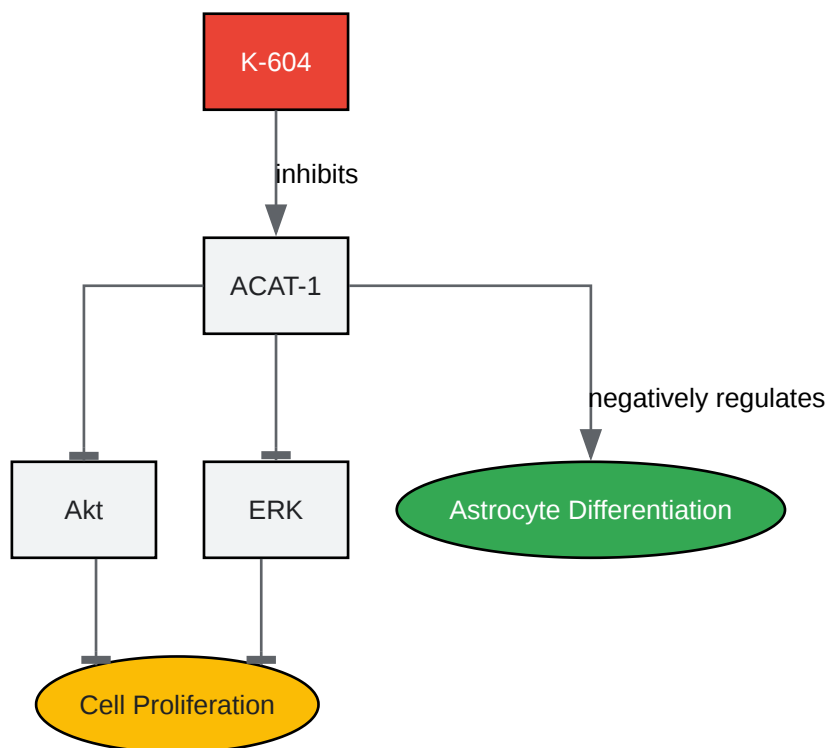 K-604
inhibits
ACAT-1
negatively regulates
Akt
ERK
Astrocyte Differentiation
Cell Proliferation